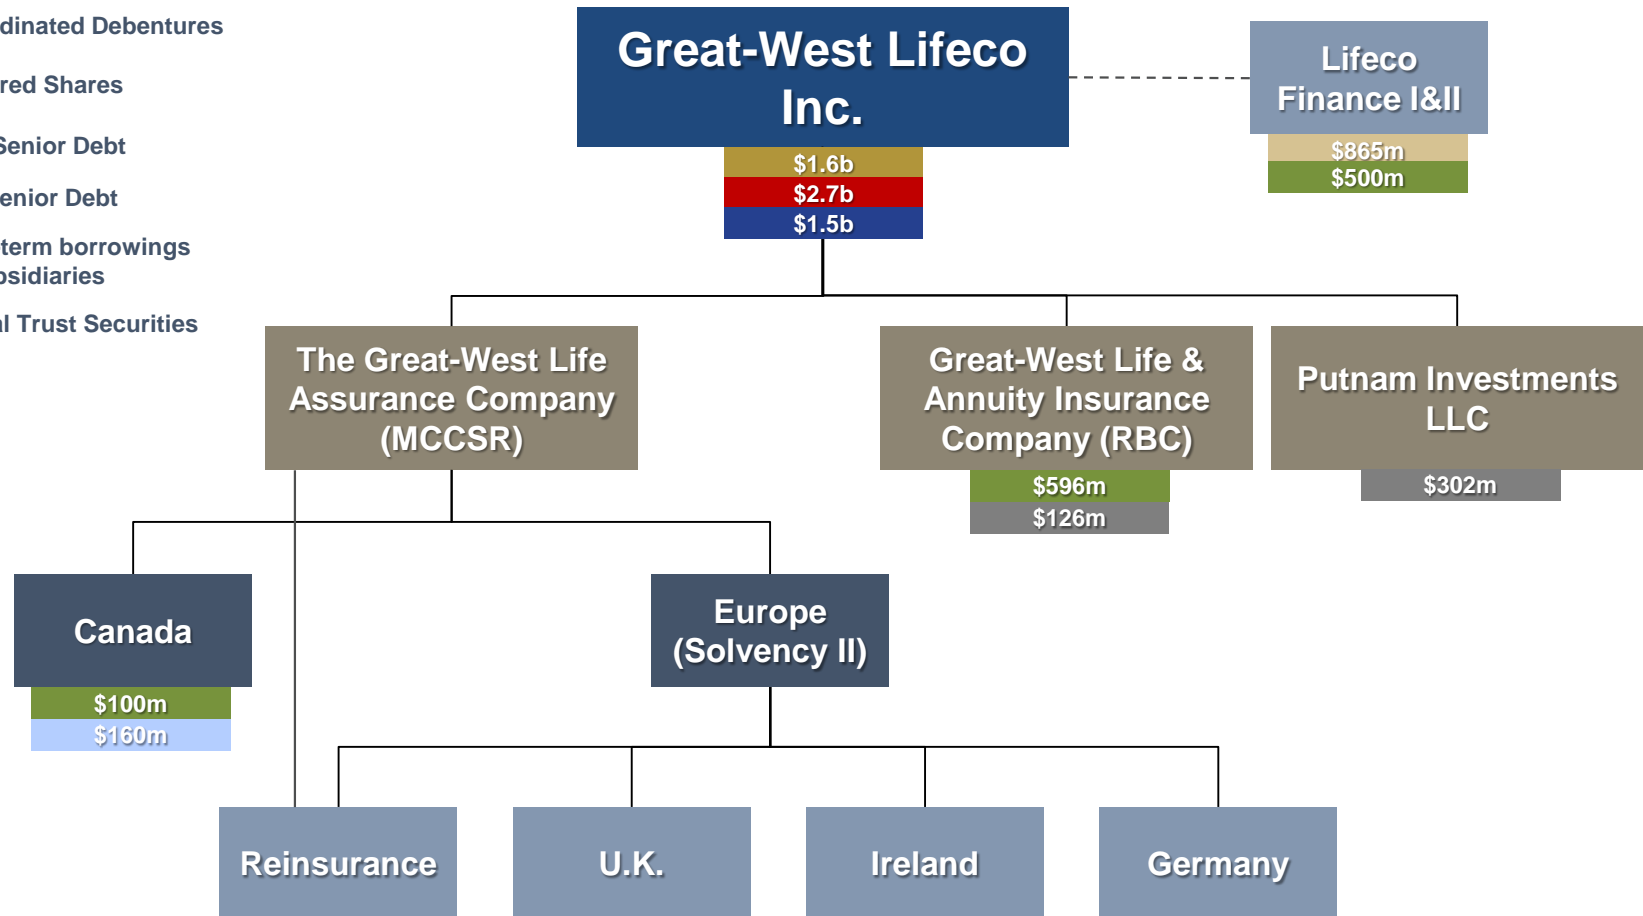 dinated Debentures
red Shares
Senior Debt
enior Debt
term borrowings
bsidiaries
al Trust Securities
Great-West Lifeco
Inc.
$1.6b
$2.7b
$1.5b
Lifeco
Finance I&II
$865m
$500m
The Great-West Life
Assurance Company
(MCCSR)
Great-West Life &
Annuity Insurance
Company (RBC)
$596m
$126m
Putnam Investments
LLC
$302m
Canada
$100m
$160m
Europe
(Solvency II)
Reinsurance
U.K.
Ireland
Germany